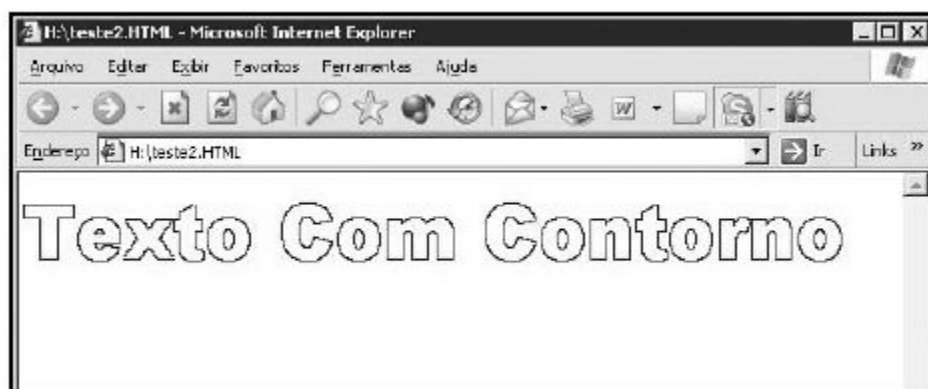 H:\teste2.HTML - Microsoft Internet Explorer
Arquivo Editar Exibir Favoritos Ferramentas Ajuda
W
Endereço H:\teste2.HTML Ir Links »
Texto Com Contorno